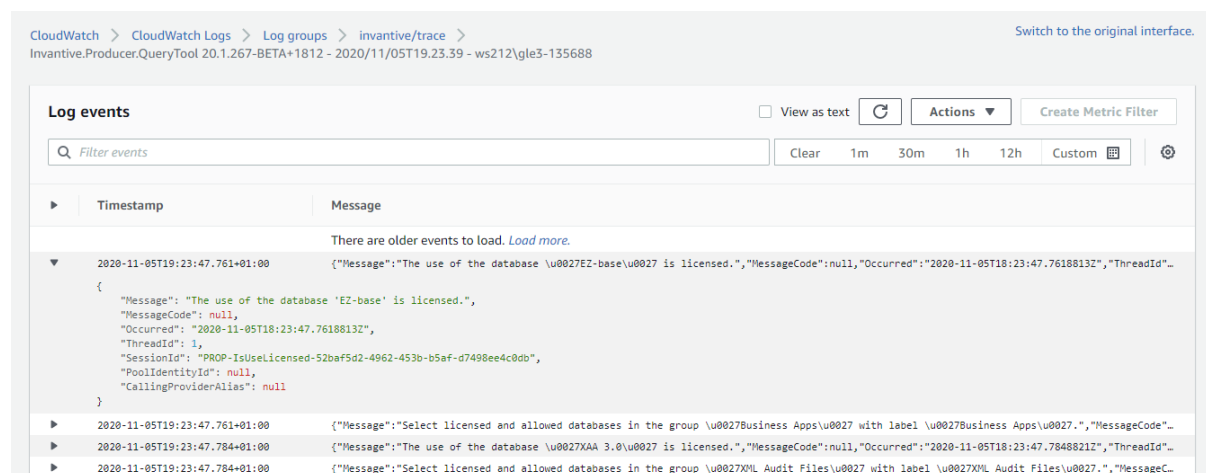 CloudWatch > CloudWatch Logs > Log groups > invantive/trace >
Switch to the original interface.
Invantive.Producer.QueryTool 20.1.267-BETA+1812 - 2020/11/05T19.23.39 - ws212\gle3-135688
Log events
View as text
Actions ▼
Create Metric Filter
Filter events
Clear 1m 30m 1h 12h Custom
Timestamp Message
There are older events to load. Load more.
2020-11-05T19:23:47.761+01:00 {"Message":"The use of the database \u0027EZ-base\u0027 is licensed.","MessageCode":null,"Occurred":"2020-11-05T18:23:47.7618813Z","ThreadId"…
{
"Message": "The use of the database 'EZ-base' is licensed.",
"MessageCode": null,
"Occurred": "2020-11-05T18:23:47.7618813Z",
"ThreadId": 1,
"SessionId": "PROP-IsUseLicensed-52baf5d2-4962-453b-b5af-d7498ee4c0db",
"PoolIdentityId": null,
"CallingProviderAlias": null
}
2020-11-05T19:23:47.784+01:00 {"Message":"Select licensed and allowed databases in the group \u0027Business Apps\u0027 with label \u0027Business Apps\u0027.","MessageCode"…
2020-11-05T19:23:47.784+01:00 {"Message":"The use of the database \u0027XAA 3.0\u0027 is licensed.","MessageCode":null,"Occurred":"2020-11-05T18:23:47.7848821Z","ThreadId"…
2020-11-05T19:23:47.784+01:00 {"Message":"Select licensed and allowed databases in the group \u0027XML Audit Files\u0027 with label \u0027XML Audit Files\u0027.","MessageC…